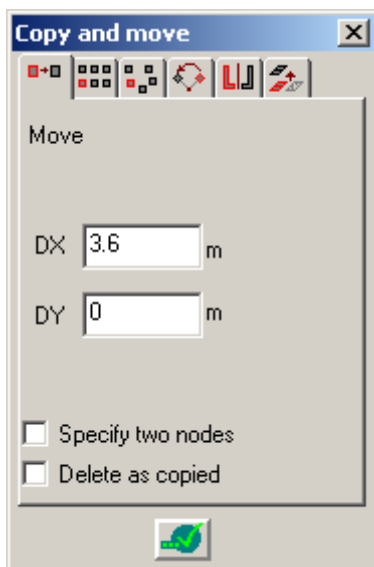 Copy and move
Move
DX 3.6 m
DY 0 m
Specify two nodes
Delete as copied